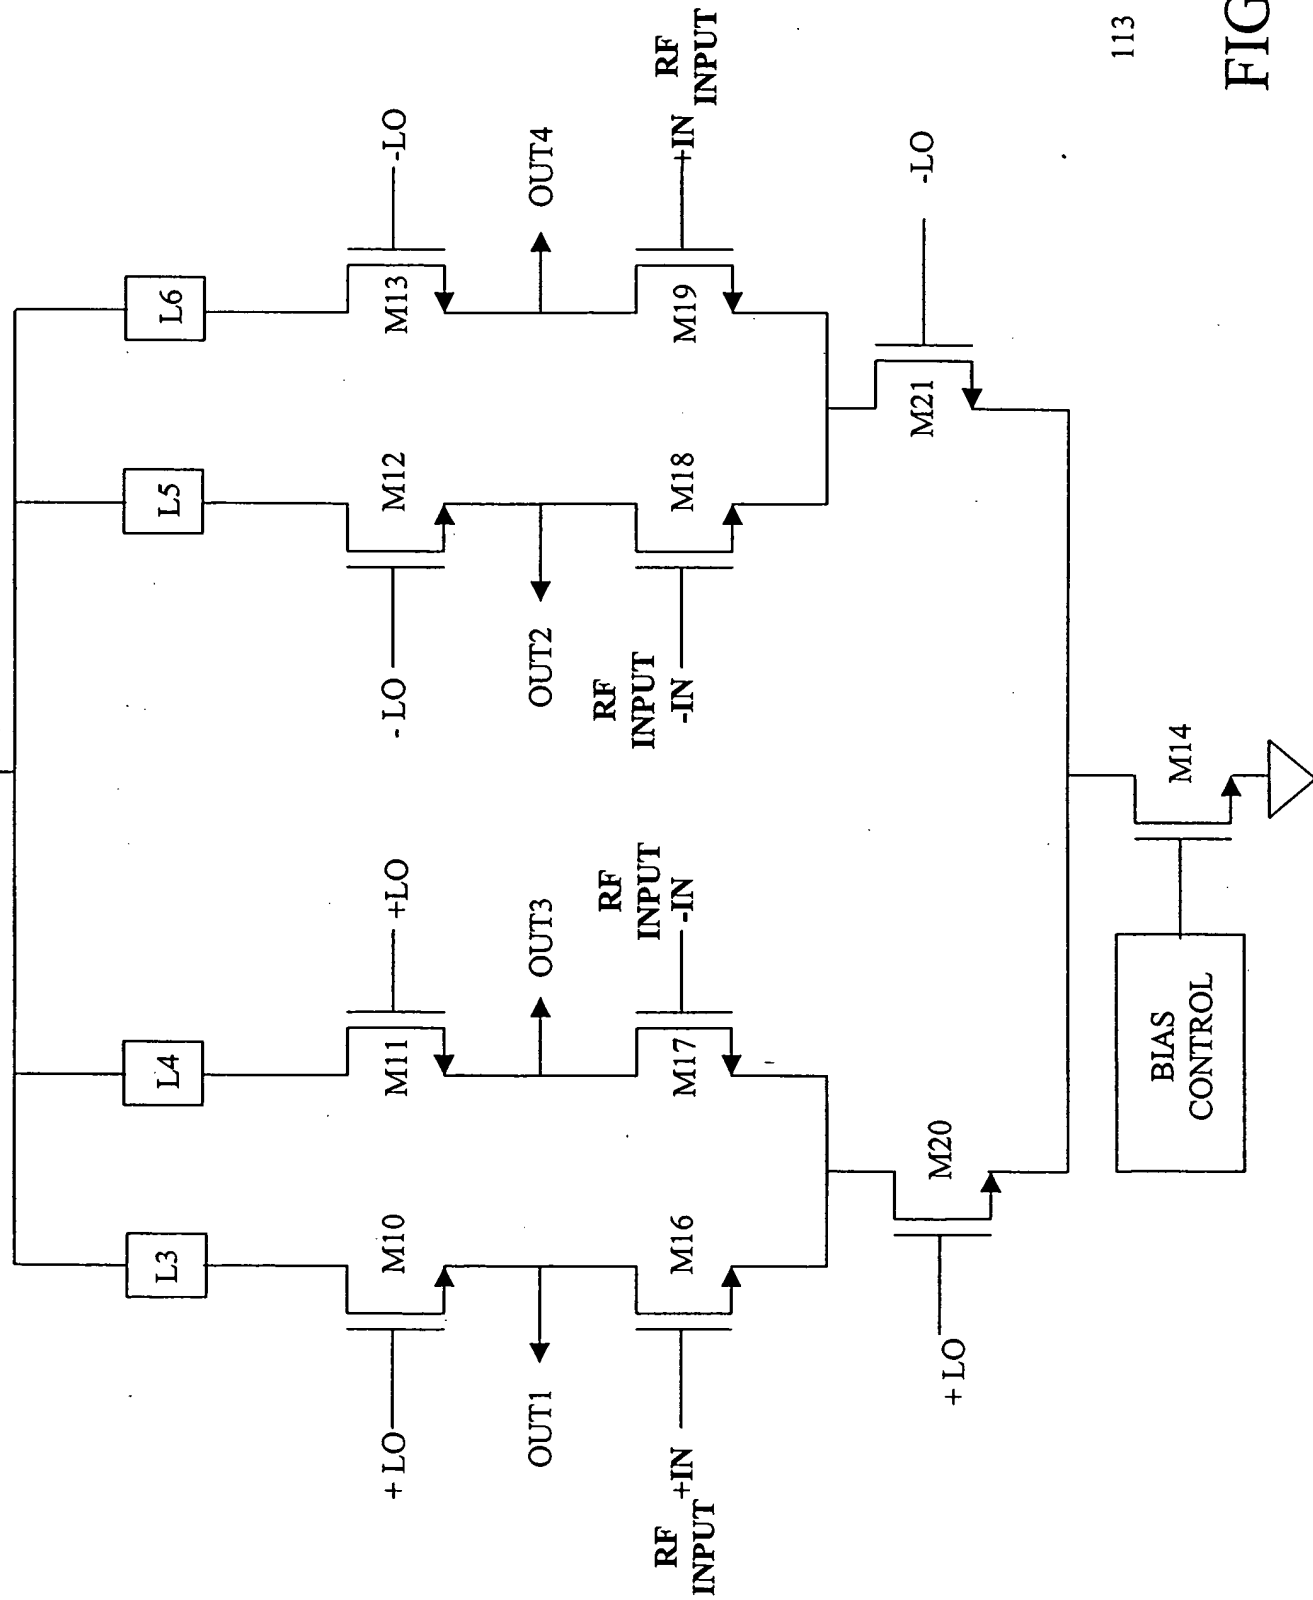 L3
L4
L5
L6
+ LO
M10
M11
+LO
- LO
M12
M13
-LO
OUT1
OUT3
OUT2
OUT4
RF
INPUT
+IN
M16
M17
RF
INPUT
-IN
RF
INPUT
-IN
M18
M19
+IN
RF
INPUT
+ LO
M20
M21
-LO
BIAS
CONTROL
M14
113
FIG